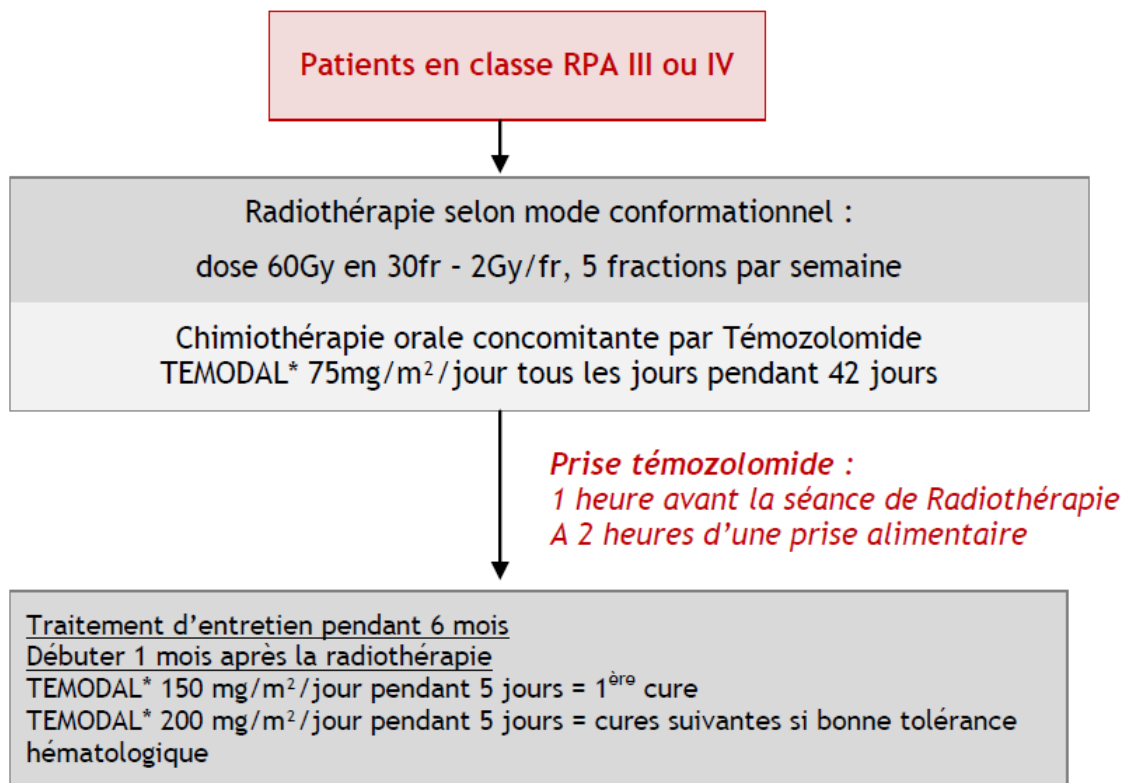 Patients en classe RPA III ou IV
Radiothérapie selon mode conformationnel :
dose 60Gy en 30fr - 2Gy/fr, 5 fractions par semaine
Chimiothérapie orale concomitante par Témozolomide
TEMODAL* 75mg/m²/jour tous les jours pendant 42 jours
Prise témozolomide :
1 heure avant la séance de Radiothérapie
A 2 heures d'une prise alimentaire
Traitement d'entretien pendant 6 mois
Débuter 1 mois après la radiothérapie
TEMODAL* 150 mg/m²/jour pendant 5 jours = 1ère cure
TEMODAL* 200 mg/m²/jour pendant 5 jours = cures suivantes si bonne tolérance
hématologique